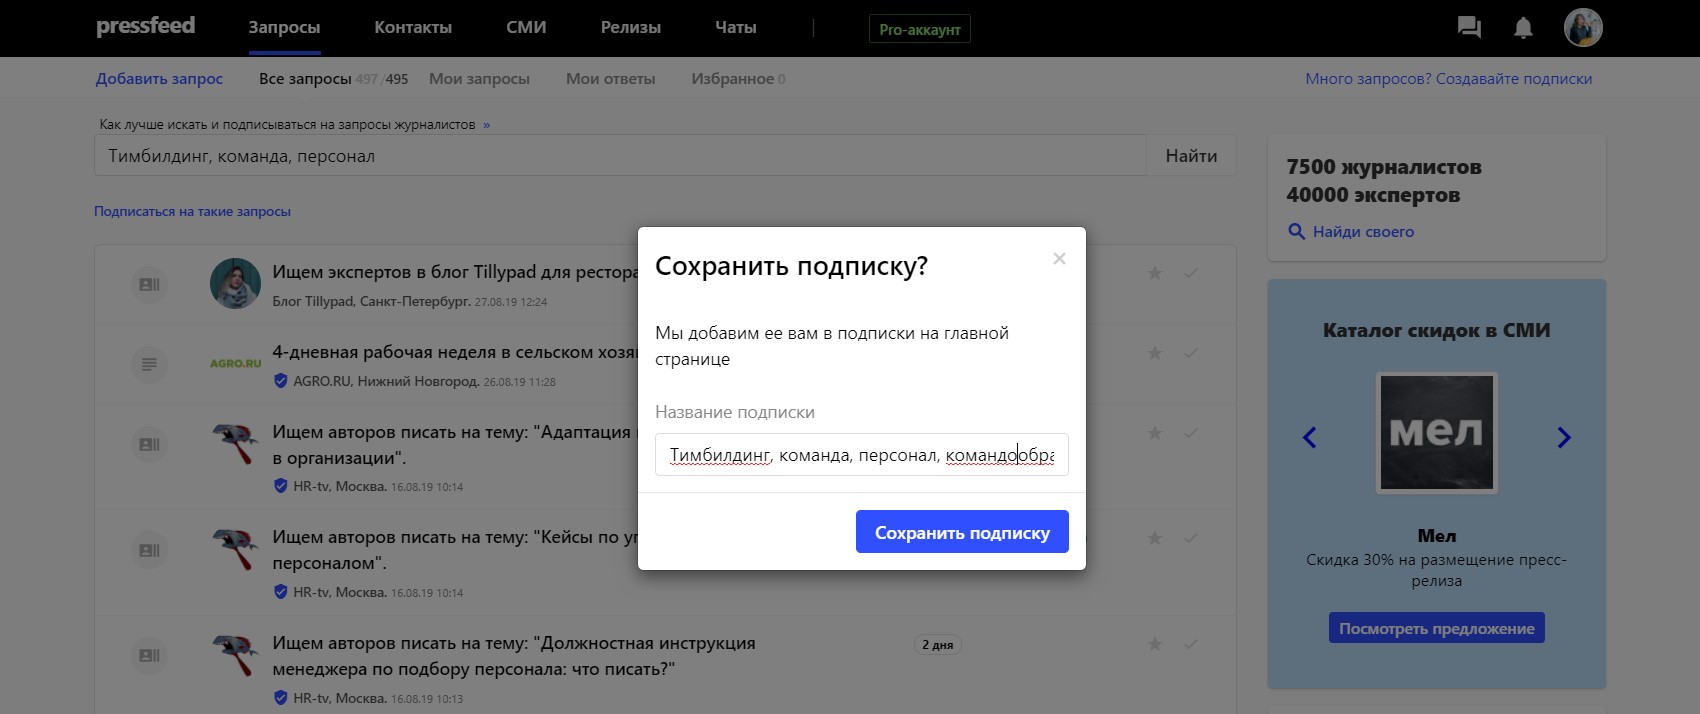 pressfeed Запросы Контакты СМИ Релизы Чаты Pro-аккаунт
Добавить запрос Все запросы 497/495 Мои запросы Мои ответы Избранное 0 Много запросов? Создавайте подписки
Как лучше искать и подписываться на запросы журналистов »
Тимбилдинг, команда, персонал Найти
Подписаться на такие запросы
Ищем экспертов в блог Tillypad для рестора
Блог Tillypad, Санкт-Петербург. 27.08.19 12:24
AGRO.RU
4-дневная рабочая неделя в сельском хозя
AGRO.RU, Нижний Новгород. 26.08.19 11:28
Ищем авторов писать на тему: "Адаптация
в организации".
HR-tv, Москва. 16.08.19 10:14
Ищем авторов писать на тему: "Кейсы по у
персоналом".
HR-tv, Москва. 16.08.19 10:14
Ищем авторов писать на тему: "Должностная инструкция
менеджера по подбору персонала: что писать?"
2 дня
HR-tv, Москва. 16.08.19 10:13
Сохранить подписку? ×
Мы добавим ее вам в подписки на главной
странице
Название подписки
Тимбилдинг, команда, персонал, командообра
Сохранить подписку
7500 журналистов
40000 экспертов
Найди своего
Каталог скидок в СМИ
мел
Мел
Скидка 30% на размещение пресс-
релиза
Посмотреть предложение